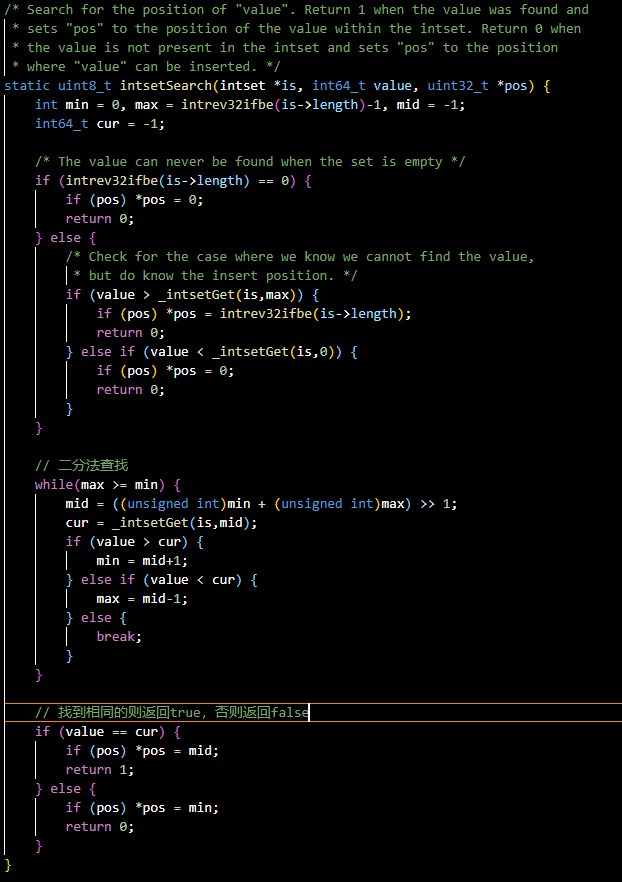 /* Search for the position of "value". Return 1 when the value was found and
 * sets "pos" to the position of the value within the intset. Return 0 when
 * the value is not present in the intset and sets "pos" to the position
 * where "value" can be inserted. */
static uint8_t intsetSearch(intset *is, int64_t value, uint32_t *pos) {
    int min = 0, max = intrev32ifbe(is->length)-1, mid = -1;
    int64_t cur = -1;

    /* The value can never be found when the set is empty */
    if (intrev32ifbe(is->length) == 0) {
        if (pos) *pos = 0;
        return 0;
    } else {
        /* Check for the case where we know we cannot find the value,
         * but do know the insert position. */
        if (value > _intsetGet(is,max)) {
            if (pos) *pos = intrev32ifbe(is->length);
            return 0;
        } else if (value < _intsetGet(is,0)) {
            if (pos) *pos = 0;
            return 0;
        }
    }

    // 二分法查找
    while(max >= min) {
        mid = ((unsigned int)min + (unsigned int)max) >> 1;
        cur = _intsetGet(is,mid);
        if (value > cur) {
            min = mid+1;
        } else if (value < cur) {
            max = mid-1;
        } else {
            break;
        }
    }

    // 找到相同的则返回true, 否则返回false
    if (value == cur) {
        if (pos) *pos = mid;
        return 1;
    } else {
        if (pos) *pos = min;
        return 0;
    }
}